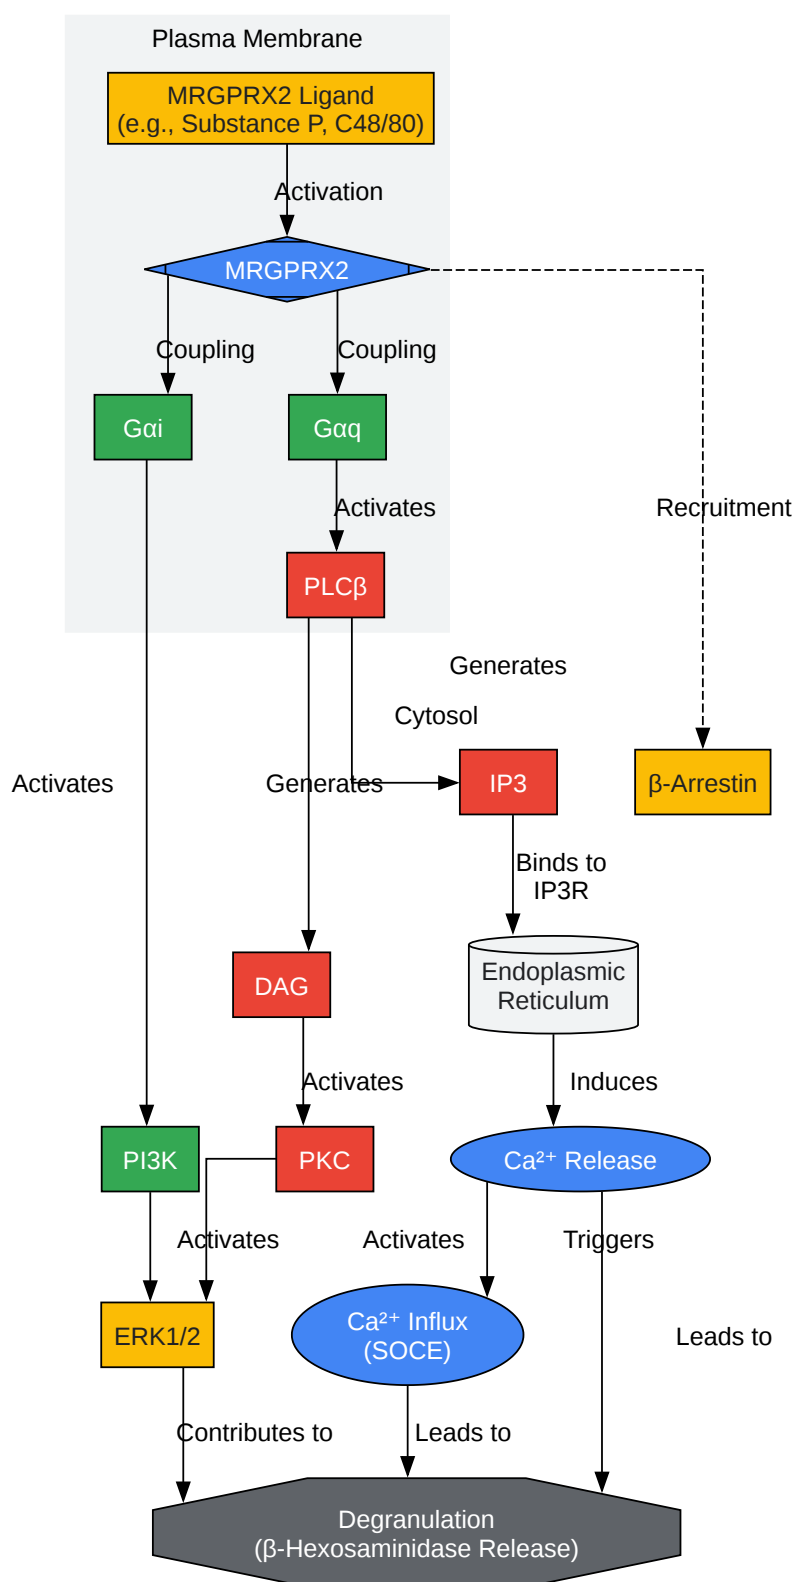 Plasma Membrane
MRGPRX2 Ligand
(e.g., Substance P, C48/80)
Activation
MRGPRX2
Coupling
Coupling
Gαi
Gαq
Activates
Recruitment
PLCβ
Generates
Cytosol
Activates
Generates
IP3
β-Arrestin
Binds to
IP3R
Endoplasmic
Reticulum
DAG
Activates
Induces
PI3K
PKC
Ca²⁺ Release
Activates
Activates
Triggers
ERK1/2
Ca²⁺ Influx
(SOCE)
Leads to
Contributes to
Leads to
Degranulation
(β-Hexosaminidase Release)